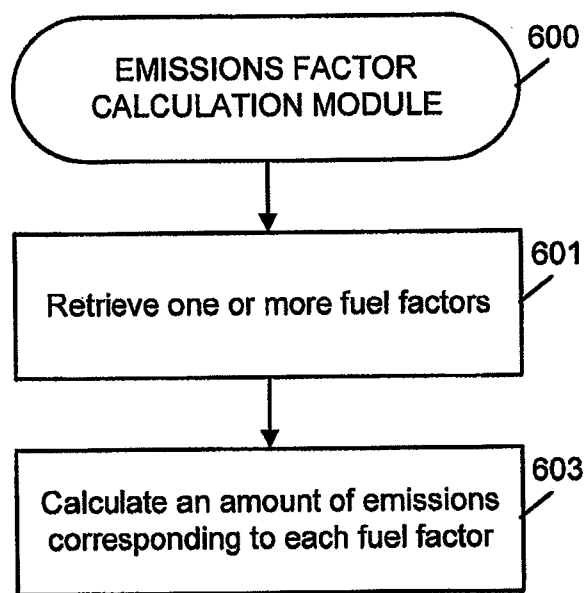 EMISSIONS FACTOR
CALCULATION MODULE
600
601
Retrieve one or more fuel factors
603
Calculate an amount of emissions
corresponding to each fuel factor